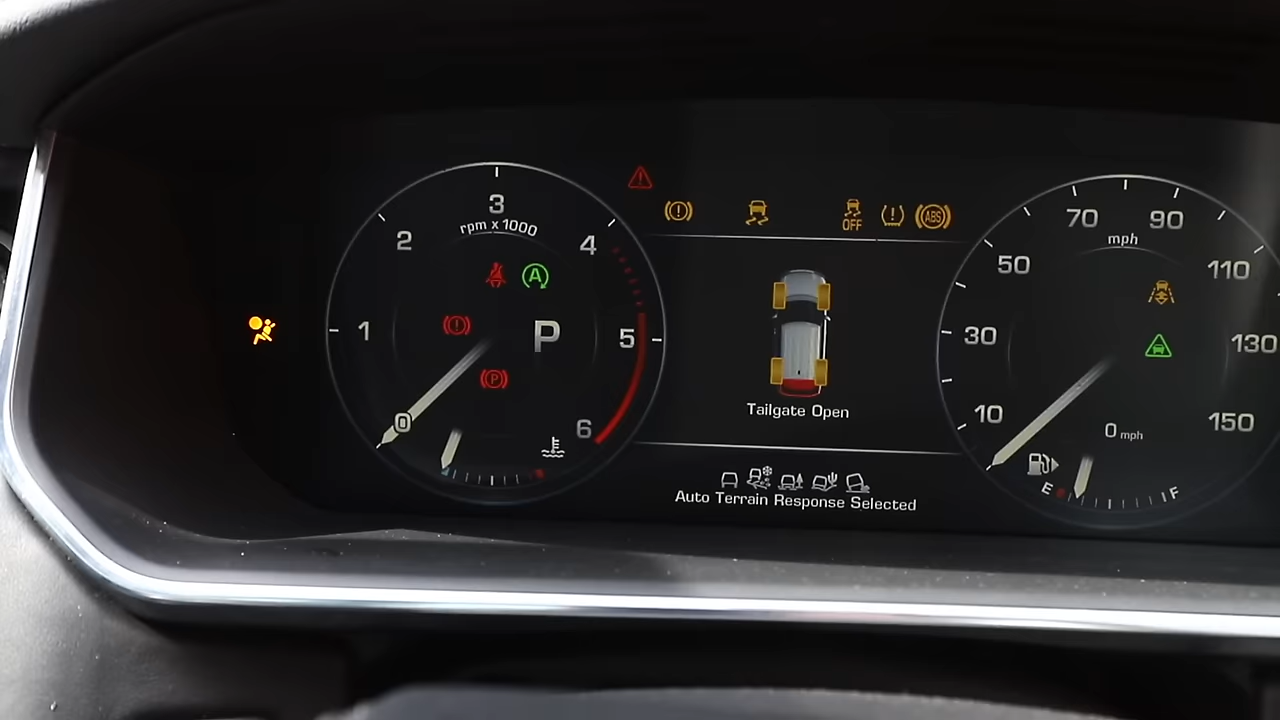 3
rpm x 1000
2
4
A
1
P
5
P
0
6
OFF
ABS
Tailgate Open
Auto Terrain Response Selected
70
90
mph
50
110
30
130
10
150
0 mph
E
F